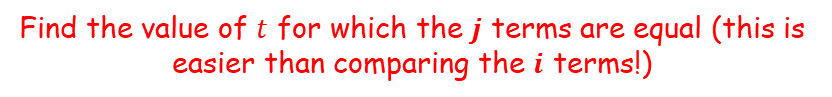 Find the value of t for which the j terms are equal (this is
easier than comparing the i terms!)